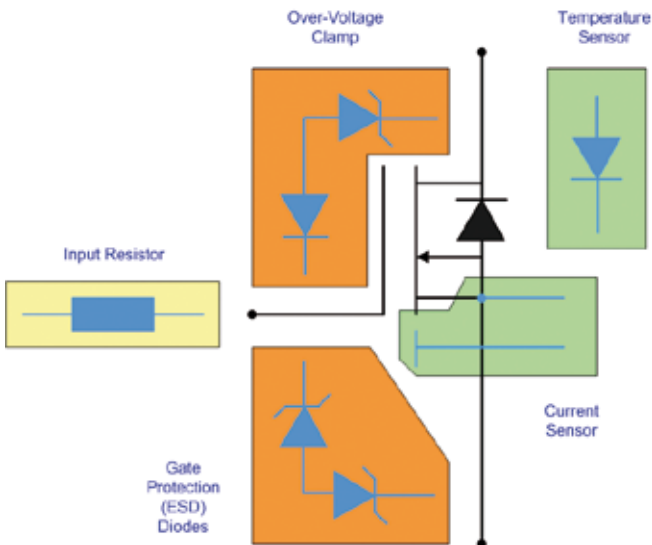 Over-Voltage
Clamp
Temperature
Sensor
Input Resistor
Current
Sensor
Gate
Protection
(ESD)
Diodes